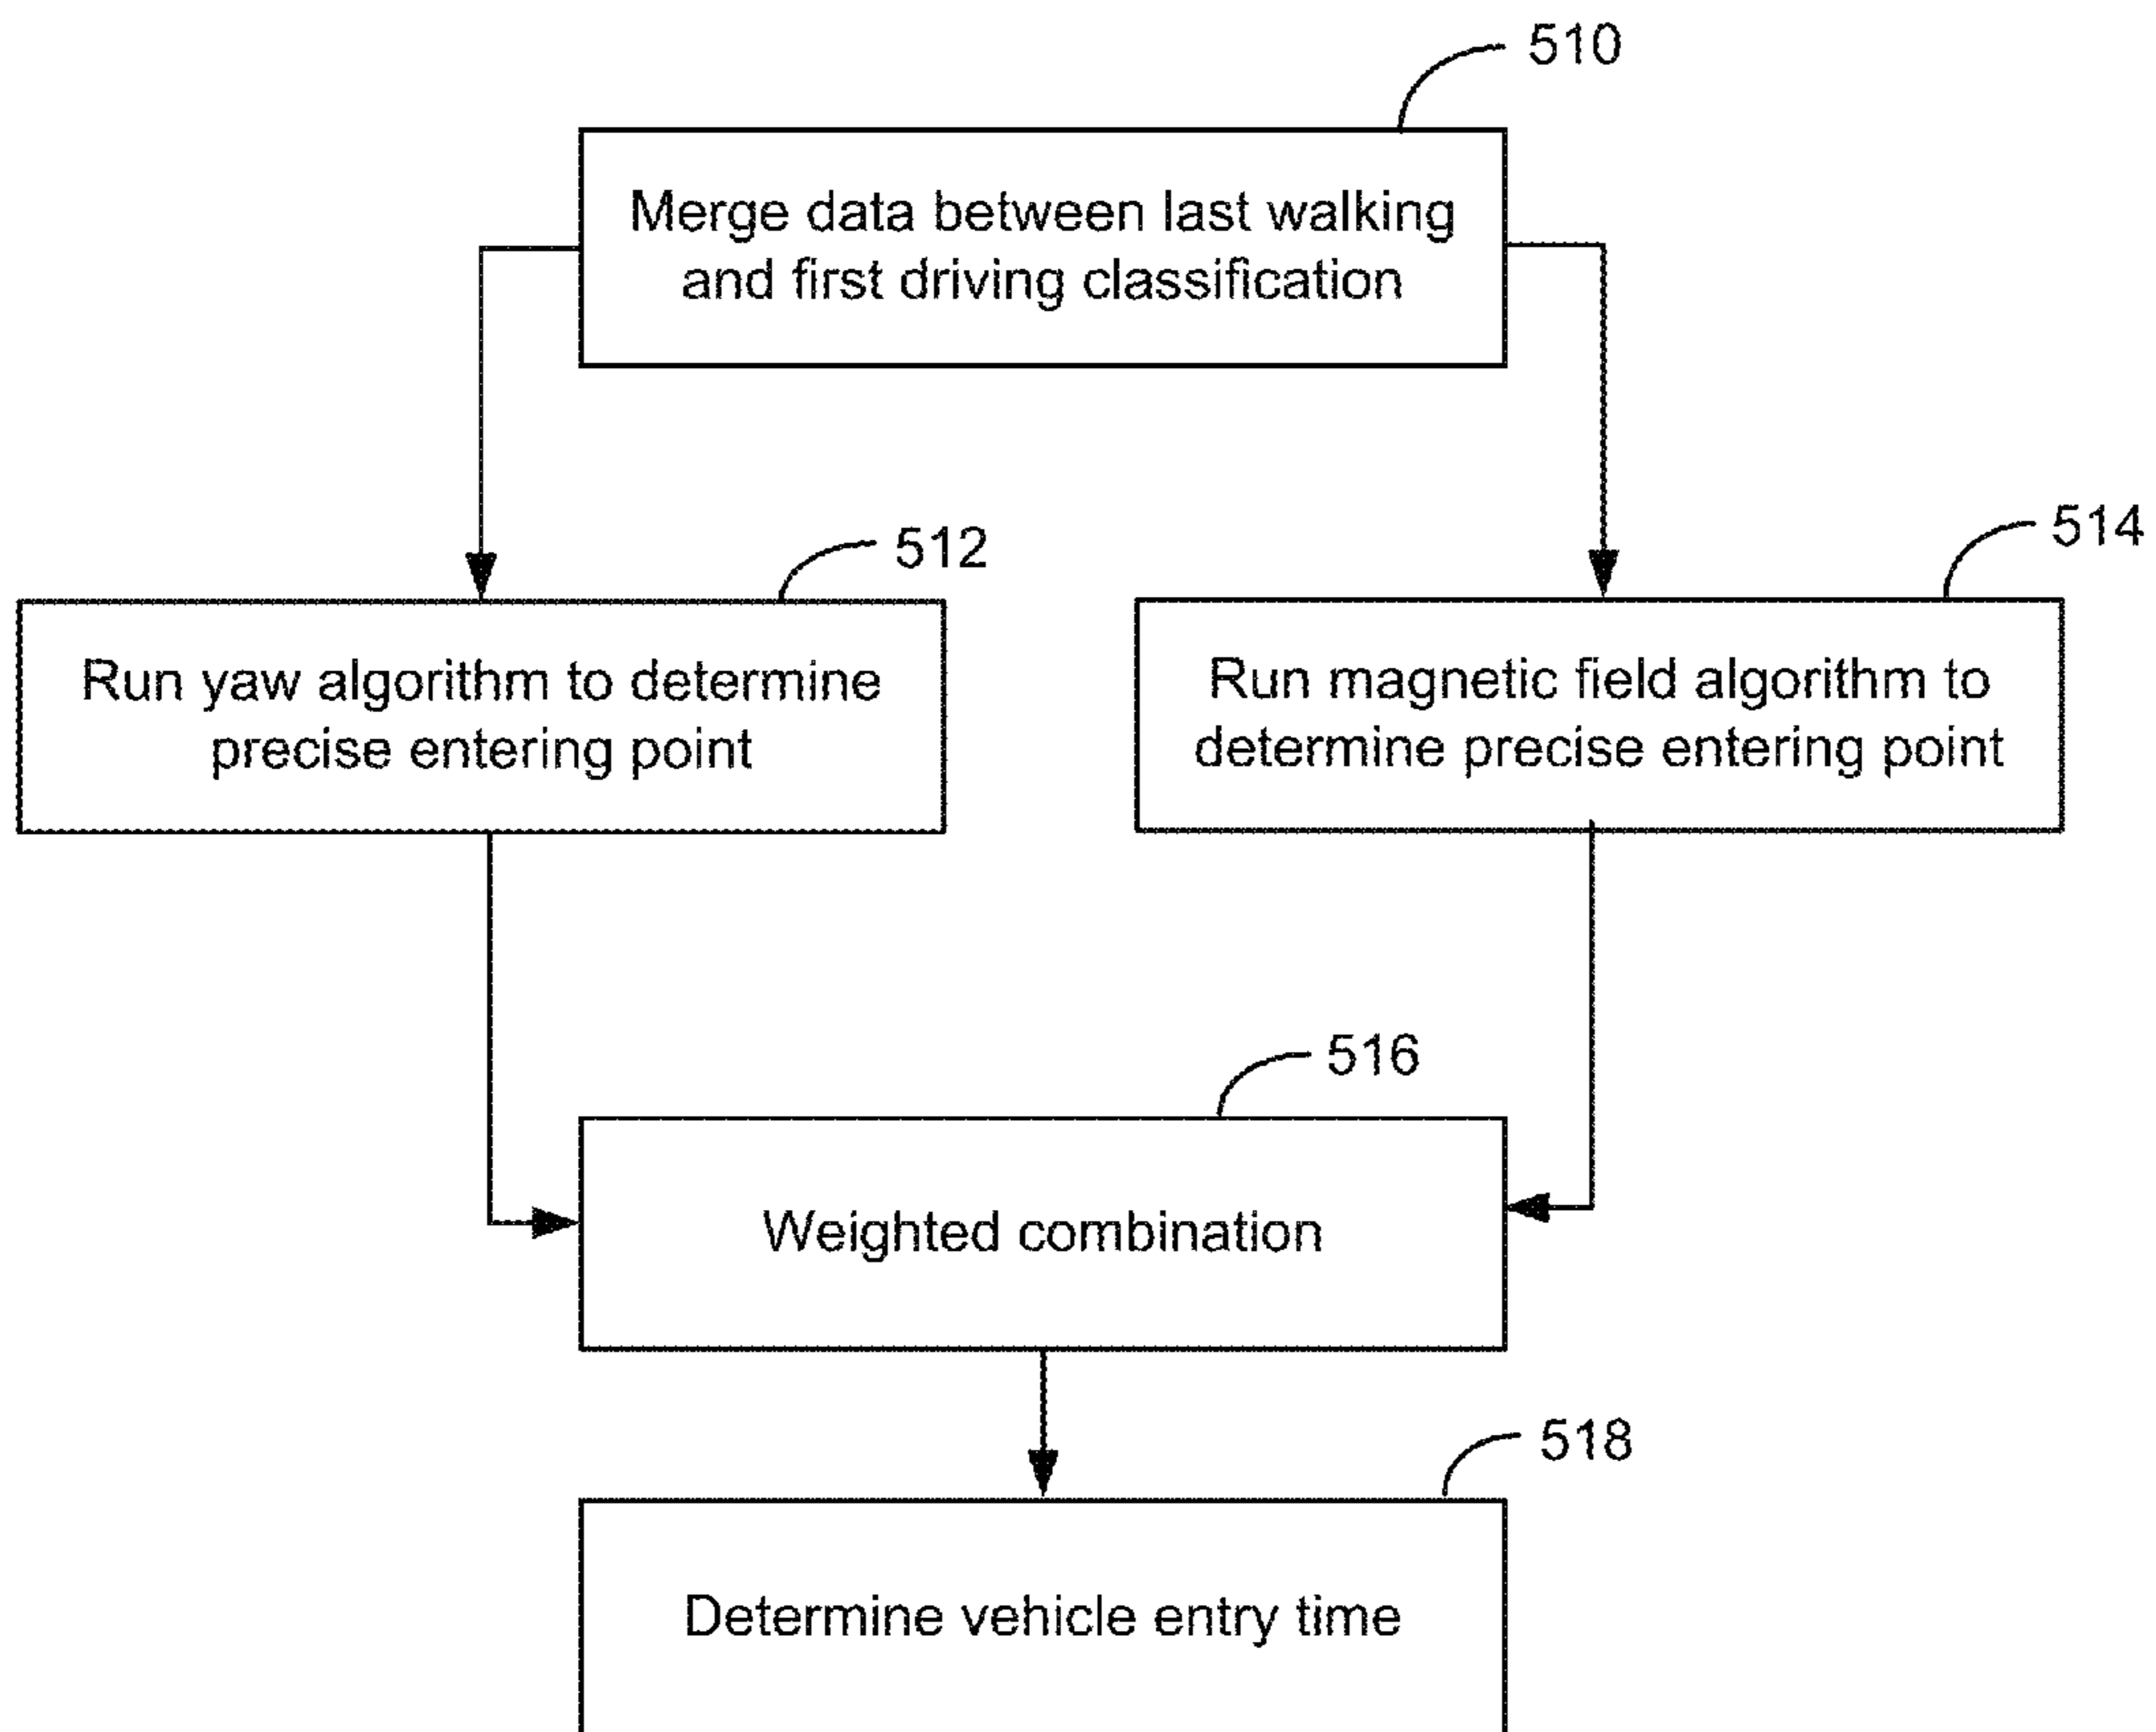 510
Merge data between last walking
and first driving classification
512
Run yaw algorithm to determine
precise entering point
514
Run magnetic field algorithm to
determine precise entering point
516
Weighted combination
518
Determine vehicle entry time